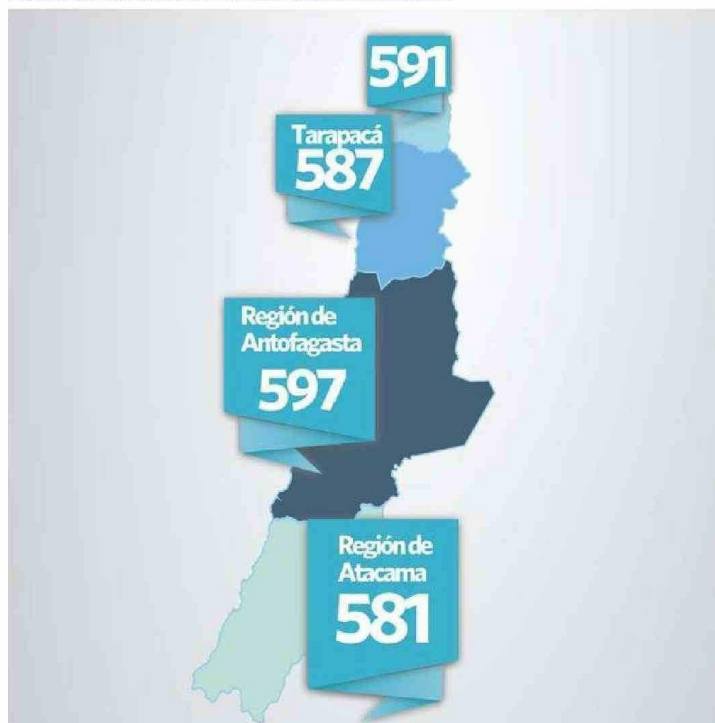 591
Tarapacá
587
Región de
Antofagasta
597
Región de
Atacama
581